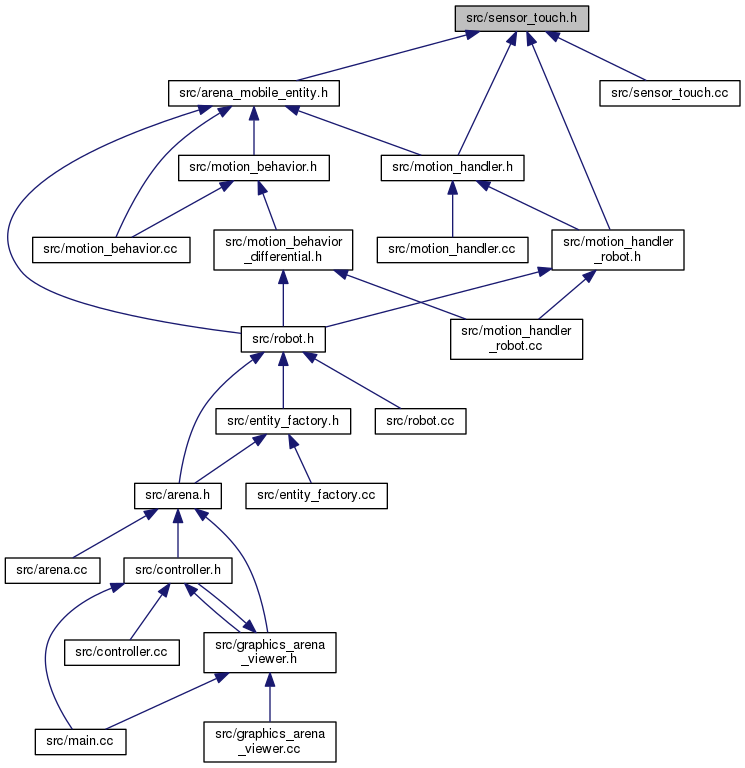 src/sensor_touch.h
src/arena_mobile_entity.h
src/sensor_touch.cc
src/motion_behavior.h
src/motion_handler.h
src/motion_behavior.cc
src/motion_behavior
_differential.h
src/motion_handler.cc
src/motion_handler
_robot.h
src/robot.h
src/motion_handler
_robot.cc
src/entity_factory.h
src/robot.cc
src/arena.h
src/entity_factory.cc
src/arena.cc
src/controller.h
src/controller.cc
src/graphics_arena
_viewer.h
src/main.cc
src/graphics_arena
_viewer.cc